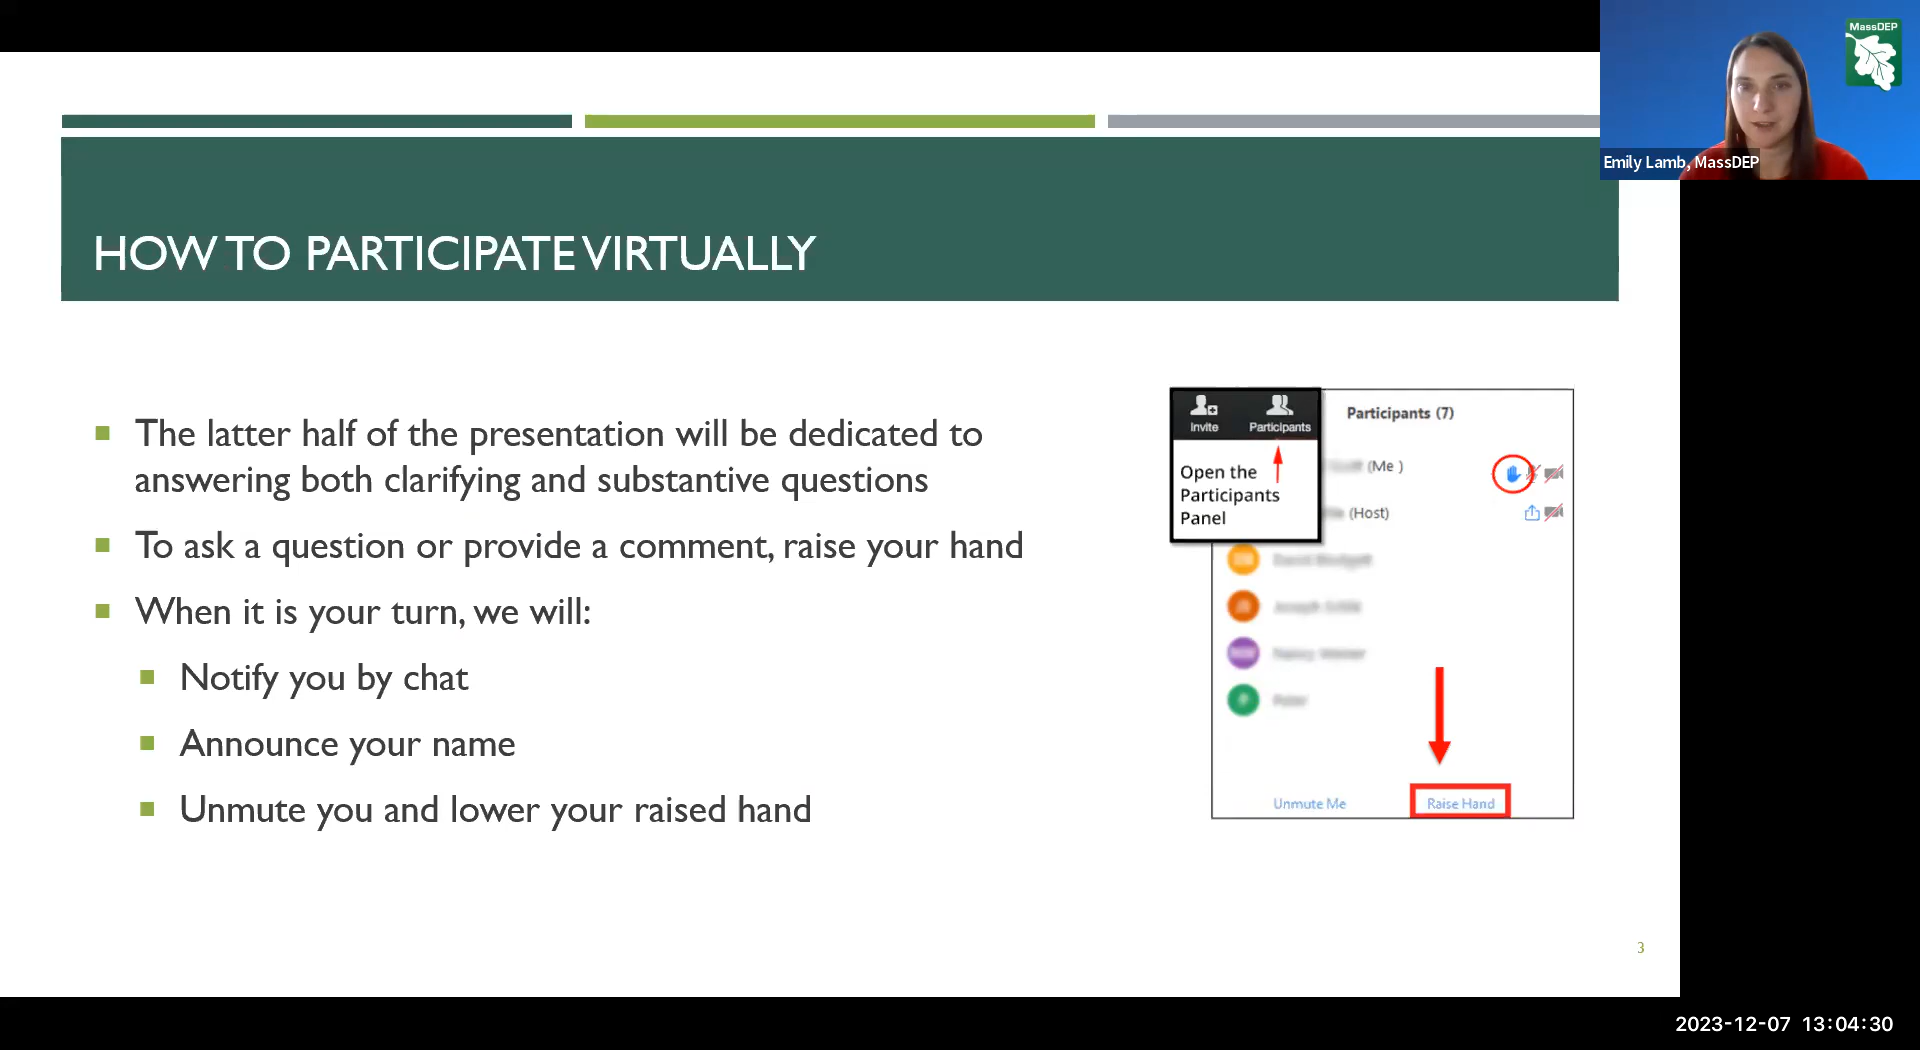 MassDEP
Emily Lamb, MassDEP
HOW TO PARTICIPATE VIRTUALLY
The latter half of the presentation will be dedicated to
answering both clarifying and substantive questions
To ask a question or provide a comment, raise your hand
When it is your turn, we will:
Notify you by chat
Announce your name
Unmute you and lower your raised hand
Invite
Participants
Open the
Participants
Panel
Participants (7)
(Me )
(Host)
Unmute Me
Raise Hand
3
2023-12-07 13:04:30